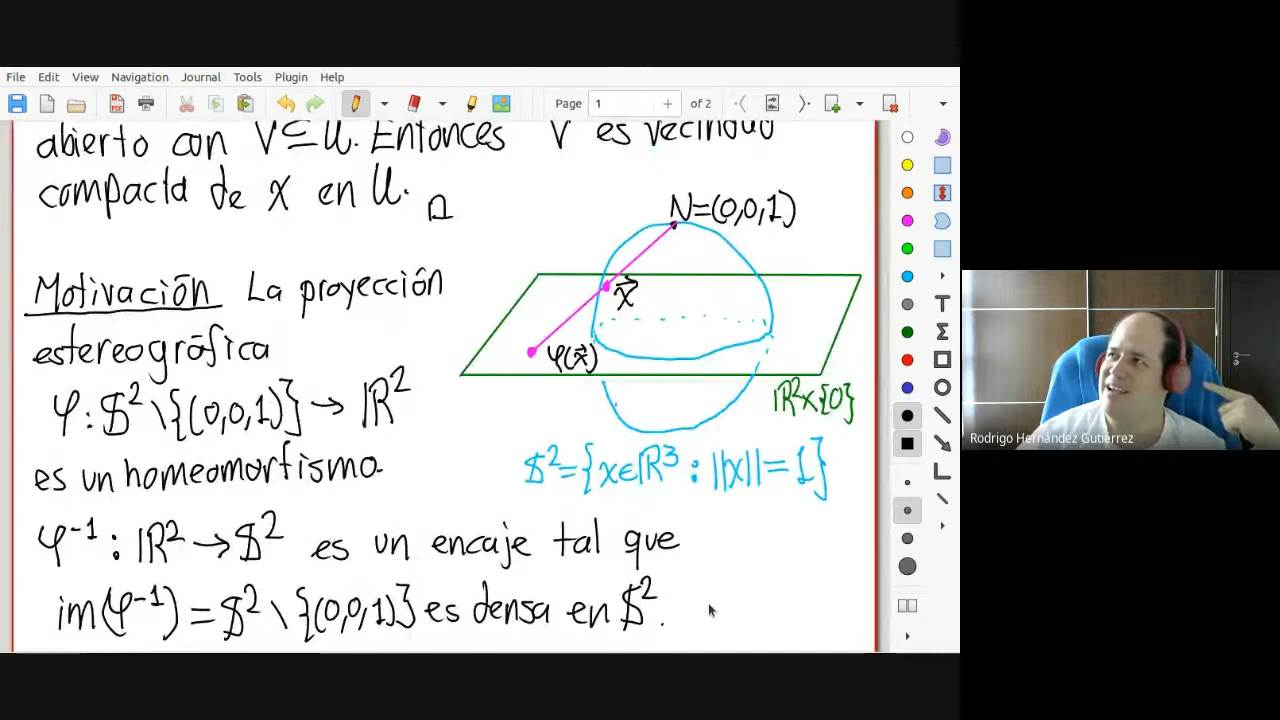 File Edit View Navigation Journal Tools Plugin Help
Page 1 of 2
abierto con V⊆U. Entonces V es vecindad
compacta de x en U.
N=(0,0,1)
x⃗
φ(x⃗)
ℝ²×{0}
𝕊²={x∈ℝ³ : ||x||=1}
Motivación La proyección
estereográfica
φ: 𝕊²\{(0,0,1)} → ℝ²
es un homeomorfismo.
φ⁻¹: ℝ² → 𝕊² es un encaje tal que
im(φ⁻¹) = 𝕊² \ {(0,0,1)} es densa en 𝕊².
Rodrigo Hernández Gutiérrez